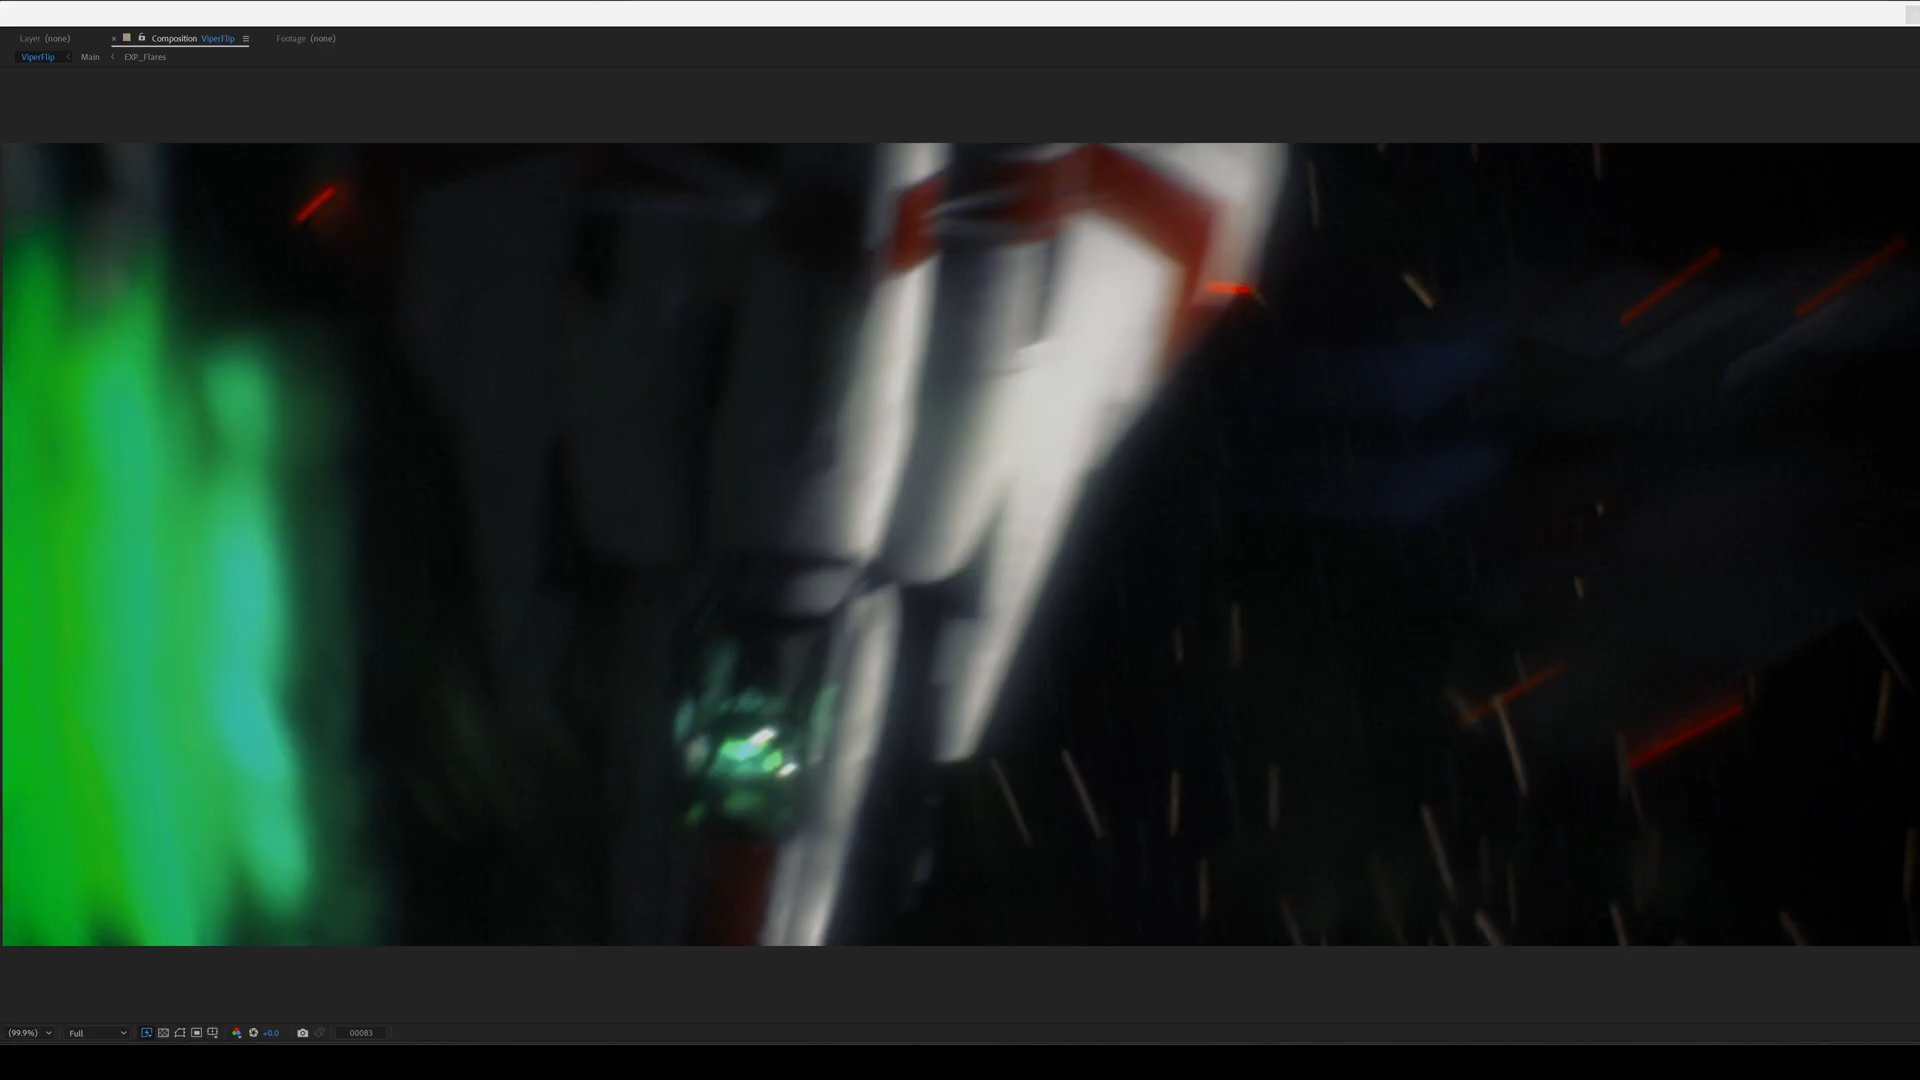 Layer (none)
Composition ViperFlip
Footage (none)
ViperFlip
Main
EXP_Flares
(99.9%)
Full
+0.0
00083